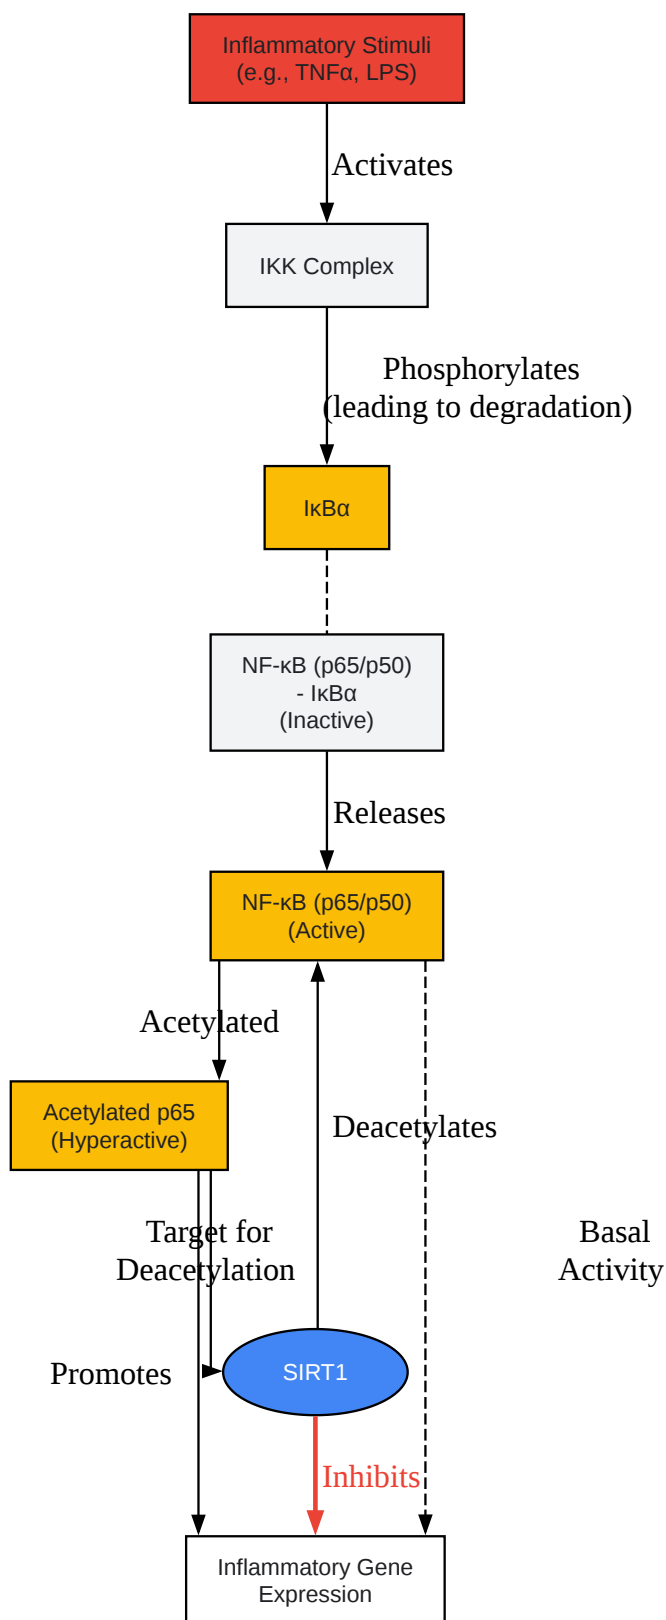 Inflammatory Stimuli
(e.g., TNFα, LPS)
Activates
IKK Complex
Phosphorylates
(leading to degradation)
IκBα
NF-κB (p65/p50)
- IκBα
(Inactive)
Releases
NF-κB (p65/p50)
(Active)
Acetylated
Acetylated p65
(Hyperactive)
Deacetylates
Target for
Deacetylation
Basal
Activity
Promotes
SIRT1
Inhibits
Inflammatory Gene
Expression